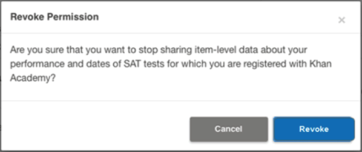 Revoke Permission
×
Are you sure that you want to stop sharing item-level data about your
performance and dates of SAT tests for which you are registered with Khan
Academy?
Cancel Revoke